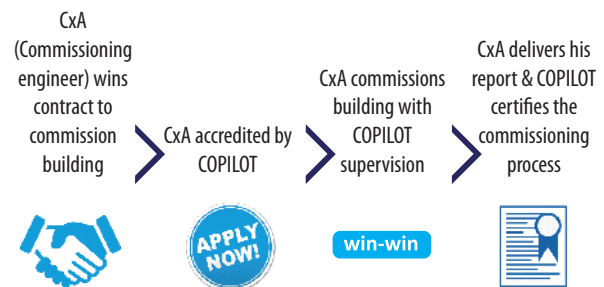 CxA
(Commissioning
engineer) wins
contract to
commission
building
CxA accredited by
COPILOT
CxA commissions
building with
COPILOT
supervision
CxA delivers his
report & COPILOT
certifies the
commissioning
process
APPLY
NOW!
win-win